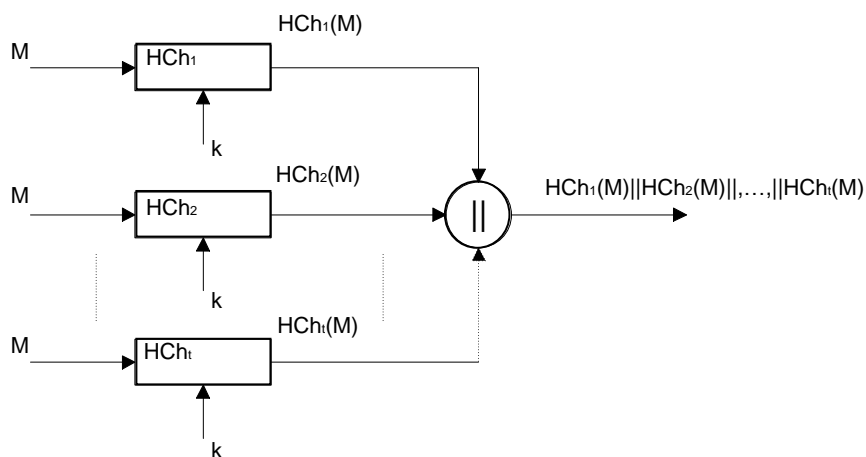 HCh₁(M)
M
HCh₁
k
HCh₂(M)
HCh₁(M)||HCh₂(M)||,…,||HChₜ(M)
M
HCh₂
||
k
HChₜ(M)
M
HChₜ
k